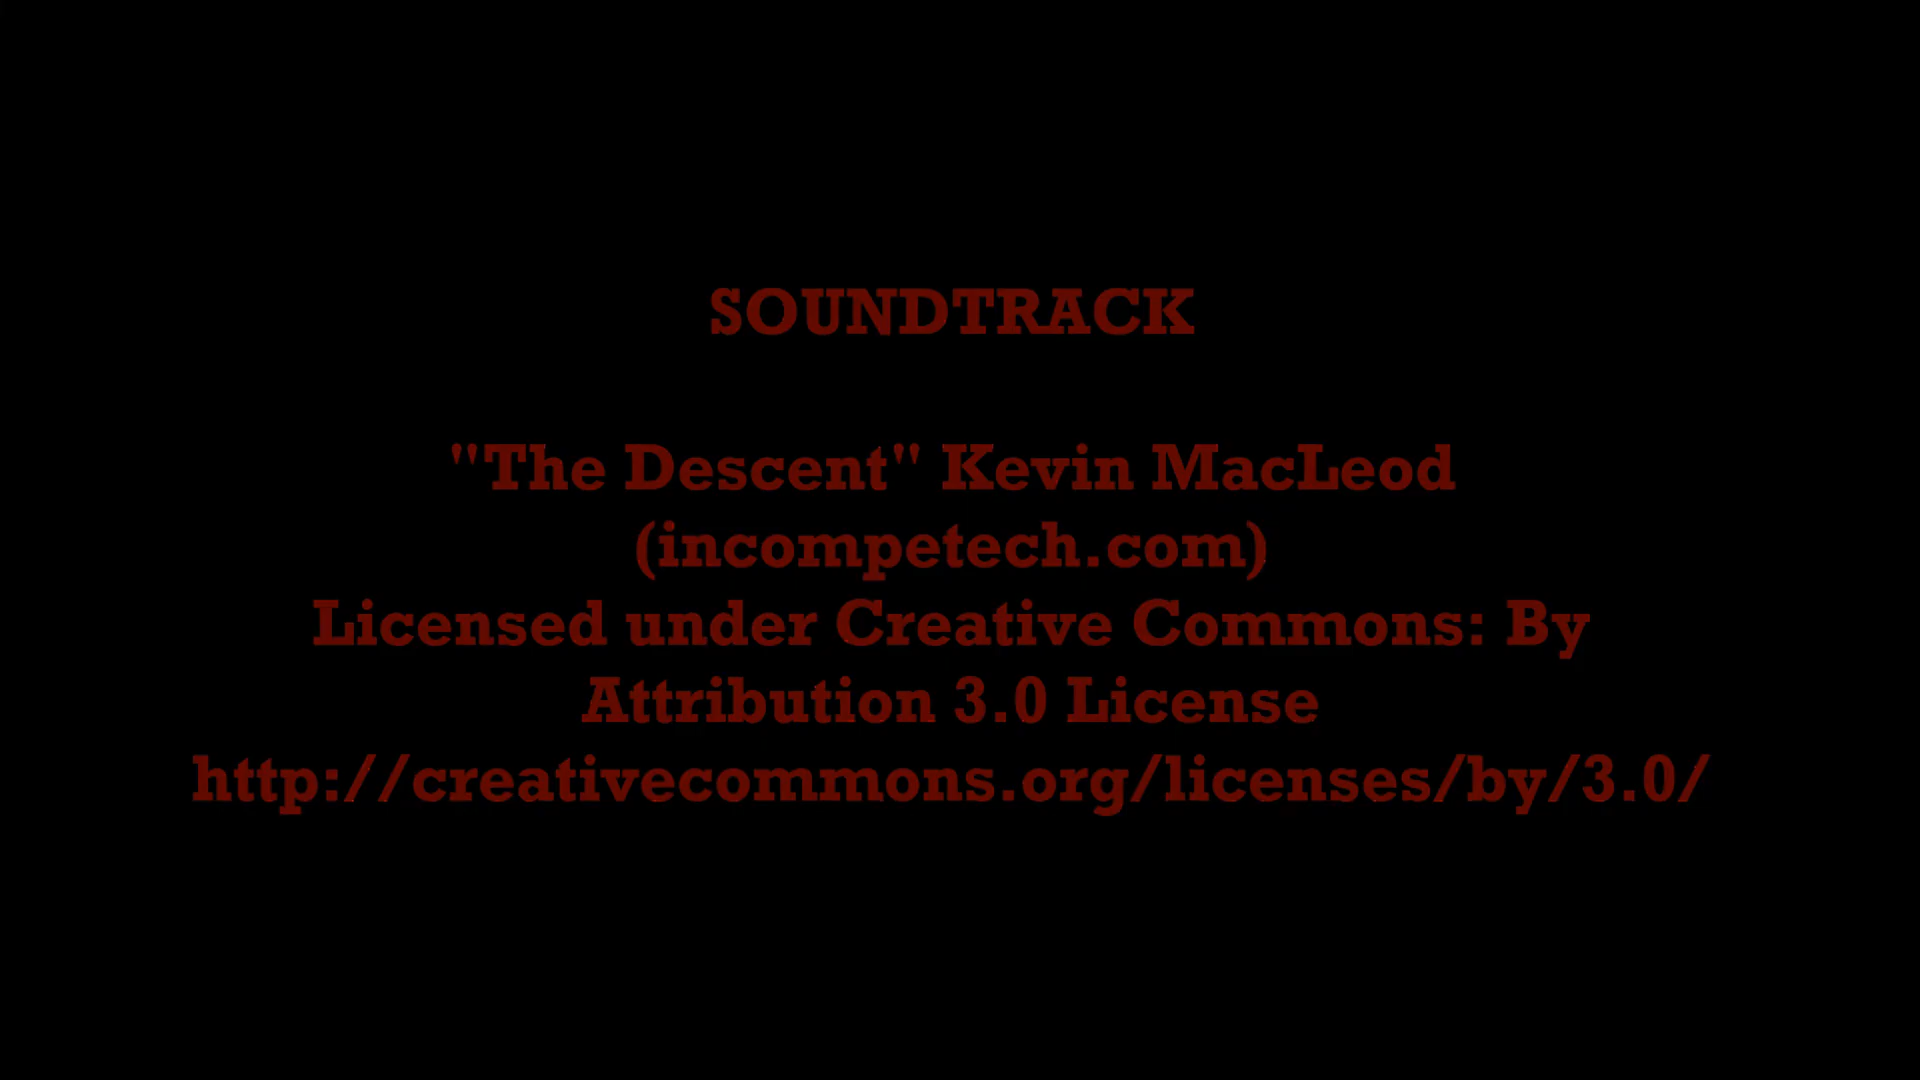 SOUNDTRACK
"The Descent" Kevin MacLeod
(incompetech.com)
Licensed under Creative Commons: By
Attribution 3.0 License
http://creativecommons.org/licenses/by/3.0/